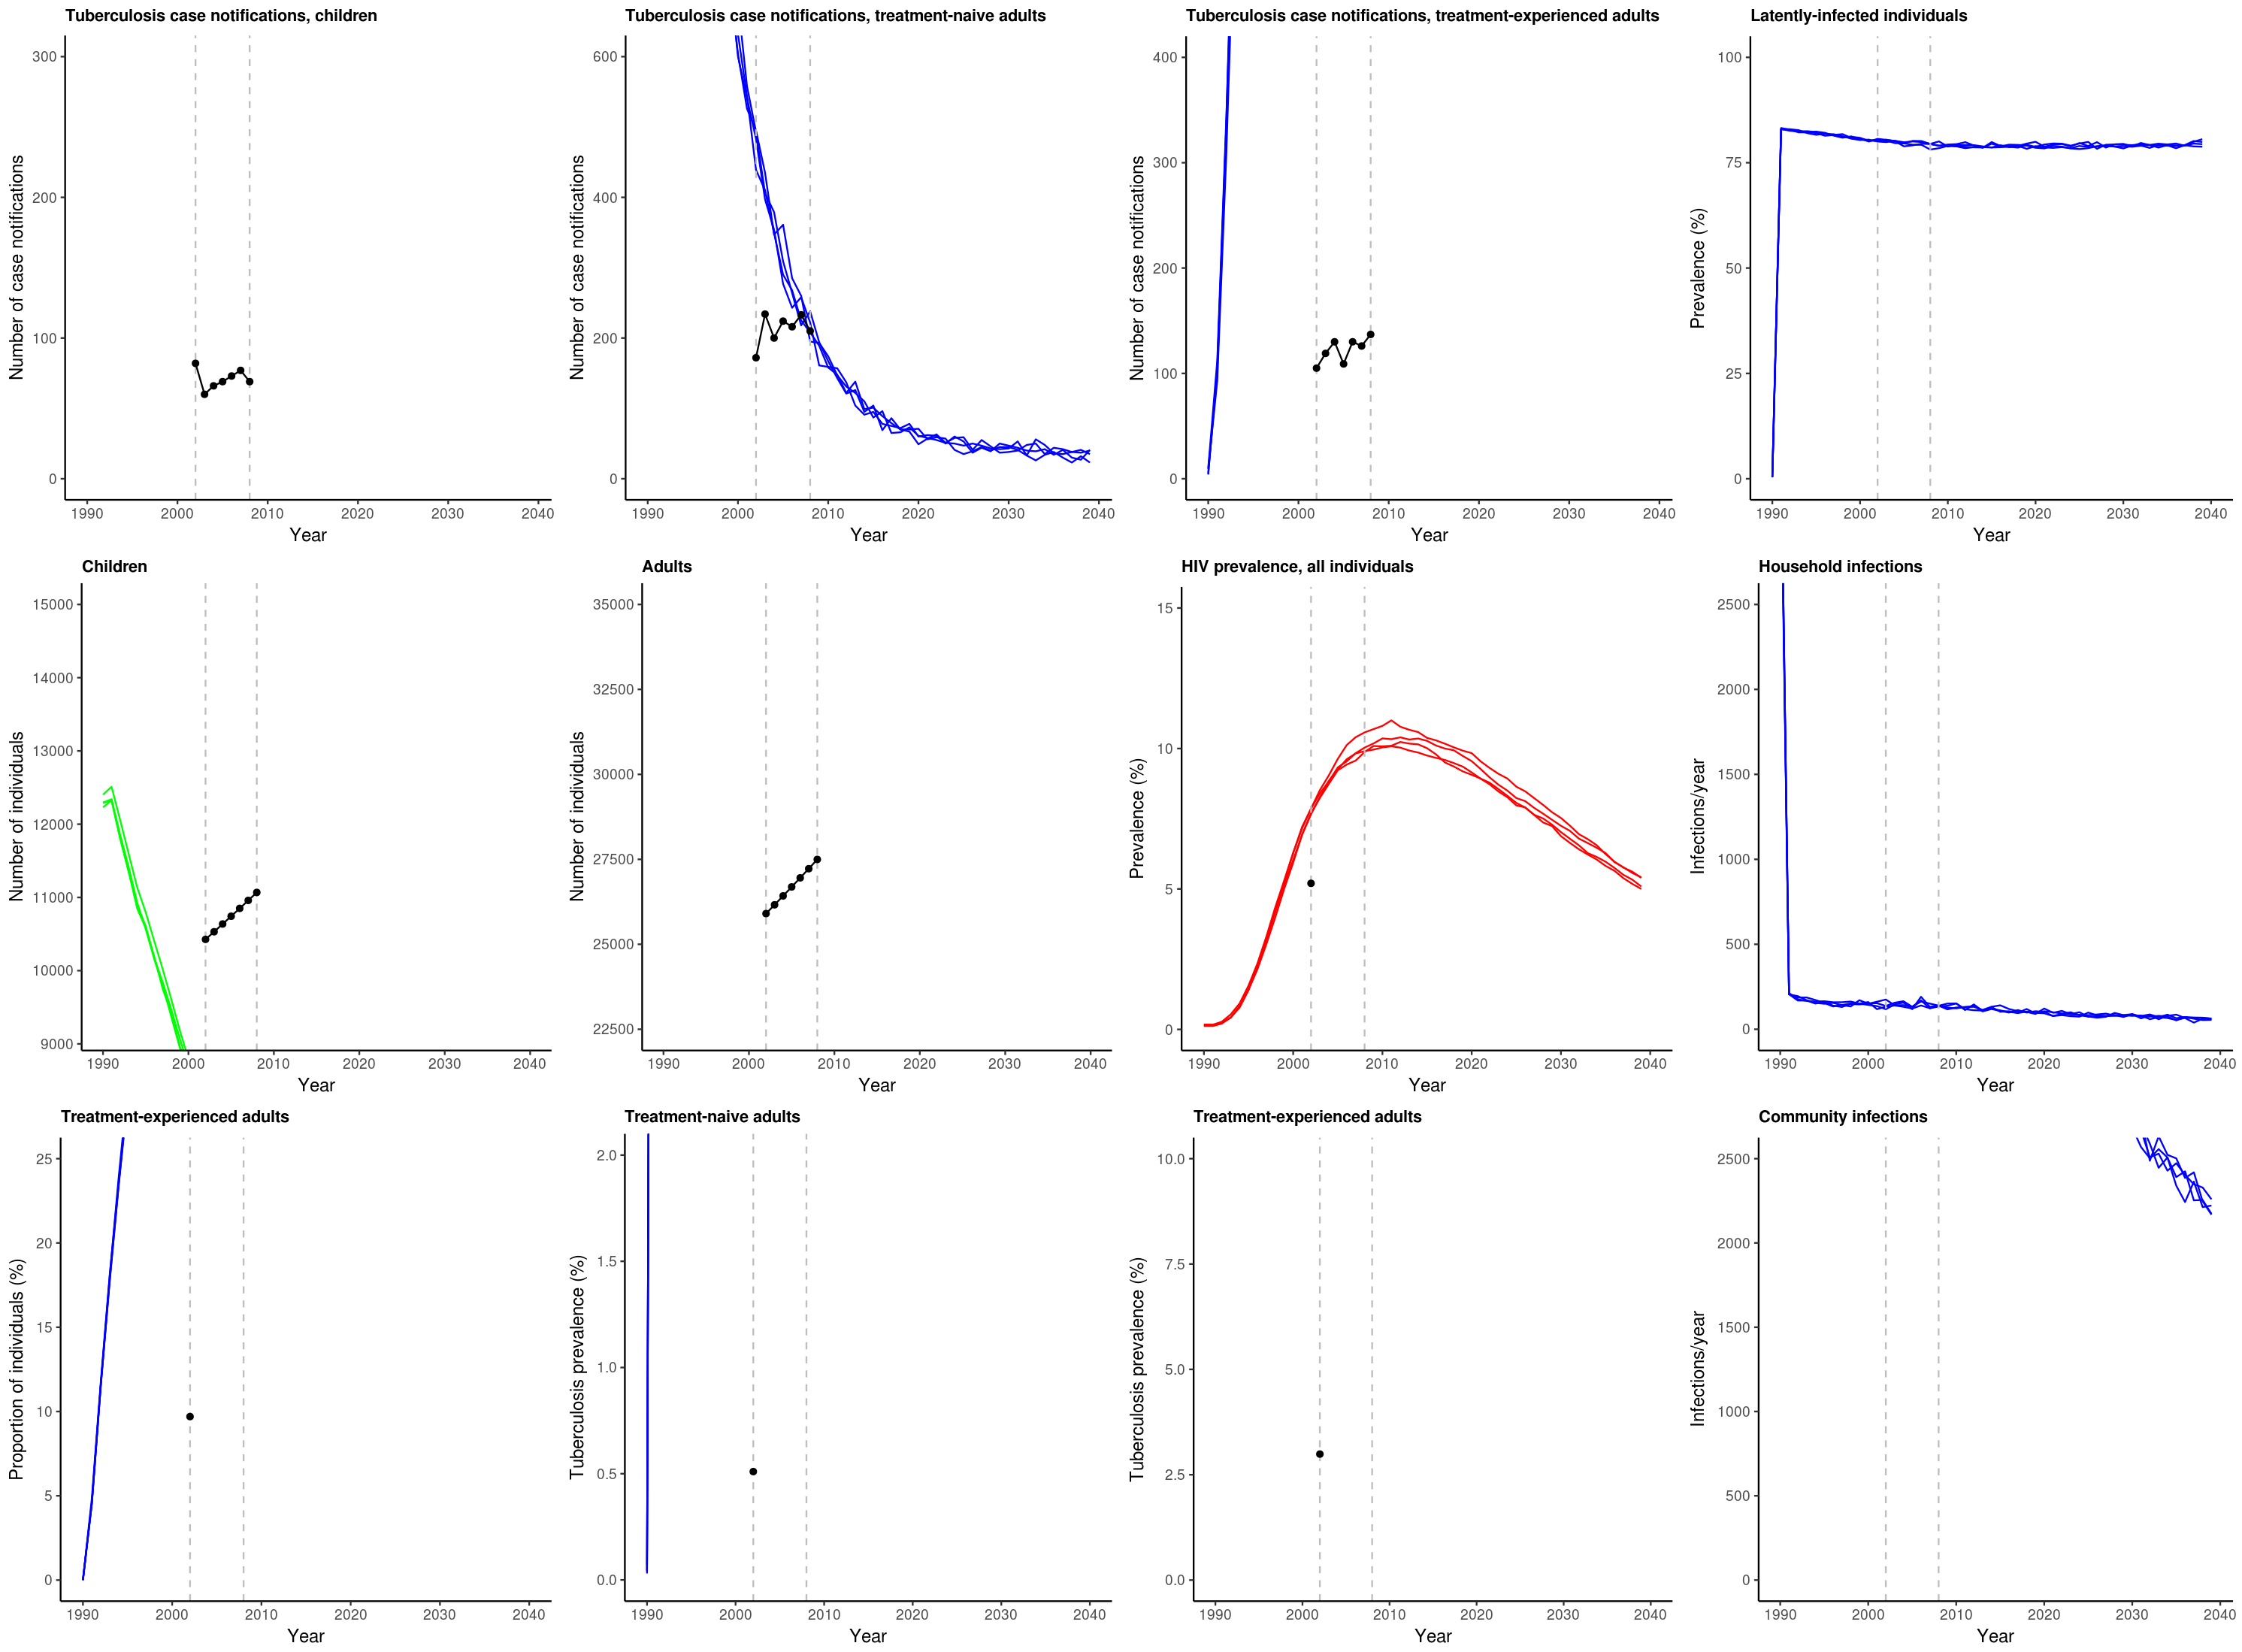 Tuberculosis case notifications, children
Number of case notifications
300
200
100
0
1990 2000 2010 2020 2030 2040
Year
Tuberculosis case notifications, treatment-naive adults
Number of case notifications
600
400
200
0
1990 2000 2010 2020 2030 2040
Year
Tuberculosis case notifications, treatment-experienced adults
Number of case notifications
400
300
200
100
0
1990 2000 2010 2020 2030 2040
Year
Latently-infected individuals
Prevalence (%)
100
75
50
25
0
1990 2000 2010 2020 2030 2040
Year
Children
Number of individuals
15000
14000
13000
12000
11000
10000
9000
1990 2000 2010 2020 2030 2040
Year
Adults
Number of individuals
35000
32500
30000
27500
25000
22500
1990 2000 2010 2020 2030 2040
Year
HIV prevalence, all individuals
Prevalence (%)
15
10
5
0
1990 2000 2010 2020 2030 2040
Year
Household infections
Infections/year
2500
2000
1500
1000
500
0
1990 2000 2010 2020 2030 2040
Year
Treatment-experienced adults
Proportion of individuals (%)
25
20
15
10
5
0
1990 2000 2010 2020 2030 2040
Year
Treatment-naive adults
Tuberculosis prevalence (%)
2.0
1.5
1.0
0.5
0.0
1990 2000 2010 2020 2030 2040
Year
Treatment-experienced adults
Tuberculosis prevalence (%)
10.0
7.5
5.0
2.5
0.0
1990 2000 2010 2020 2030 2040
Year
Community infections
Infections/year
2500
2000
1500
1000
500
0
1990 2000 2010 2020 2030 2040
Year